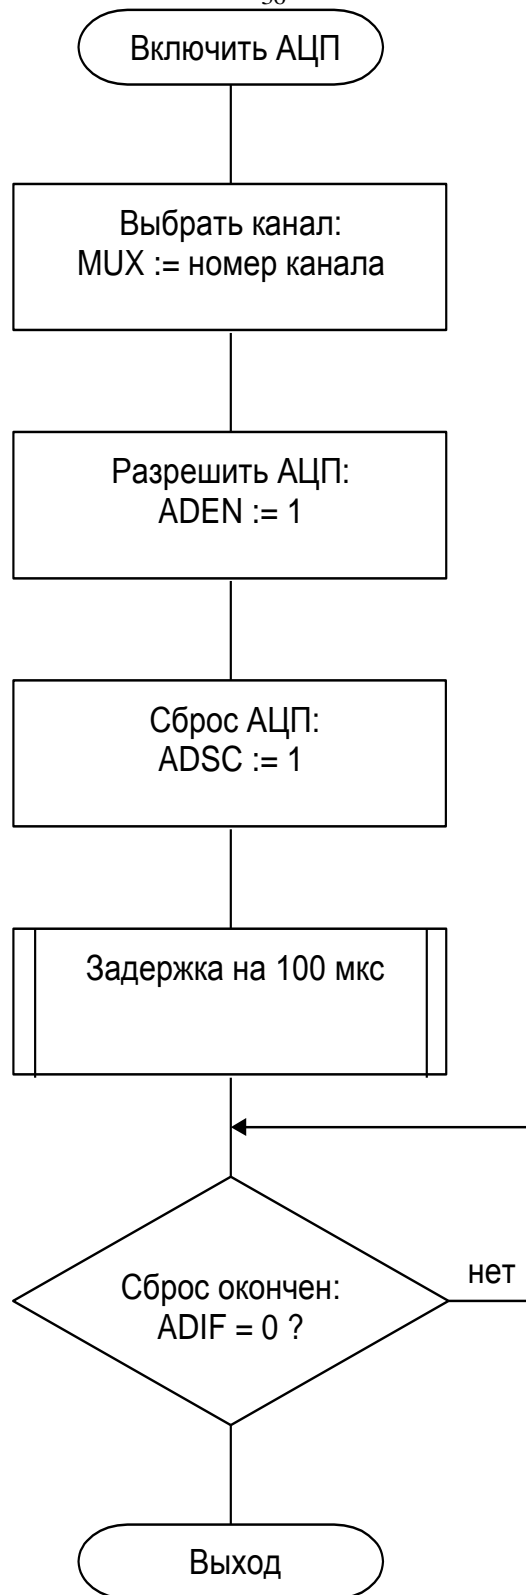 Включить АЦП
Выбрать канал:
MUX := номер канала
Разрешить АЦП:
ADEN := 1
Сброс АЦП:
ADSC := 1
Задержка на 100 мкс
нет
Сброс окончен:
ADIF = 0 ?
Выход